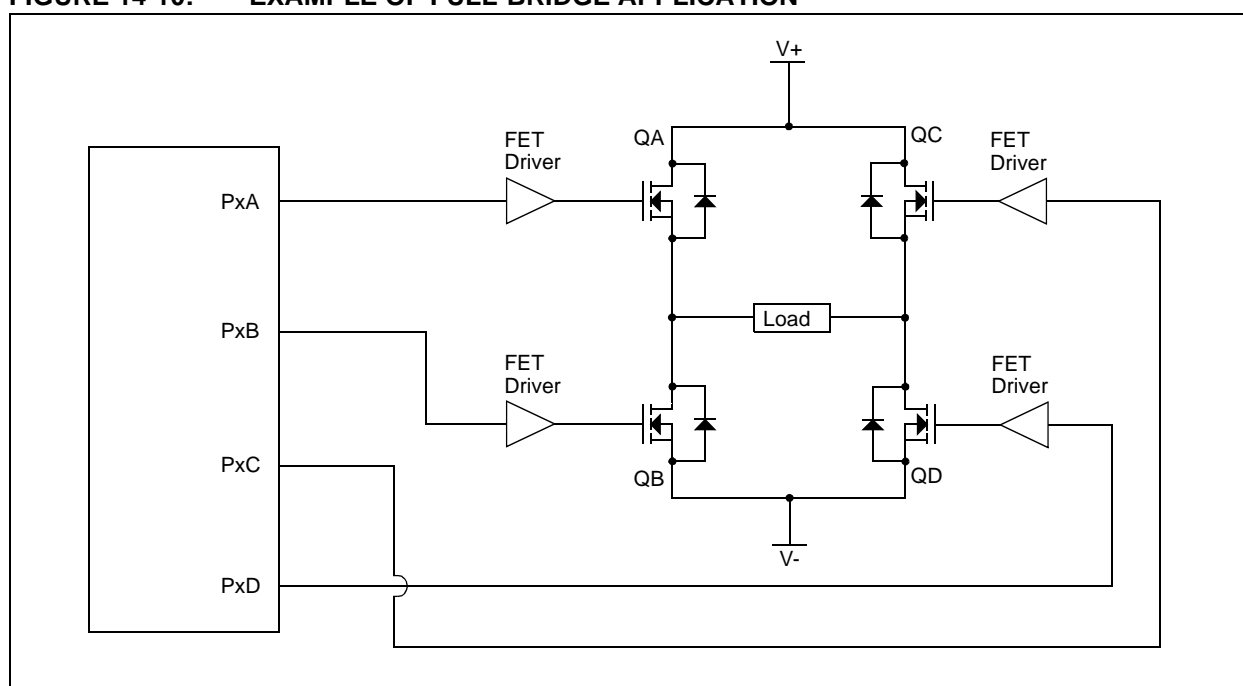 FIGURE 14-10: EXAMPLE OF FULL-BRIDGE APPLICATION
V+
FET
Driver
QA
QC
FET
Driver
PxA
PxB
Load
FET
Driver
FET
Driver
PxC
QB
QD
V-
PxD